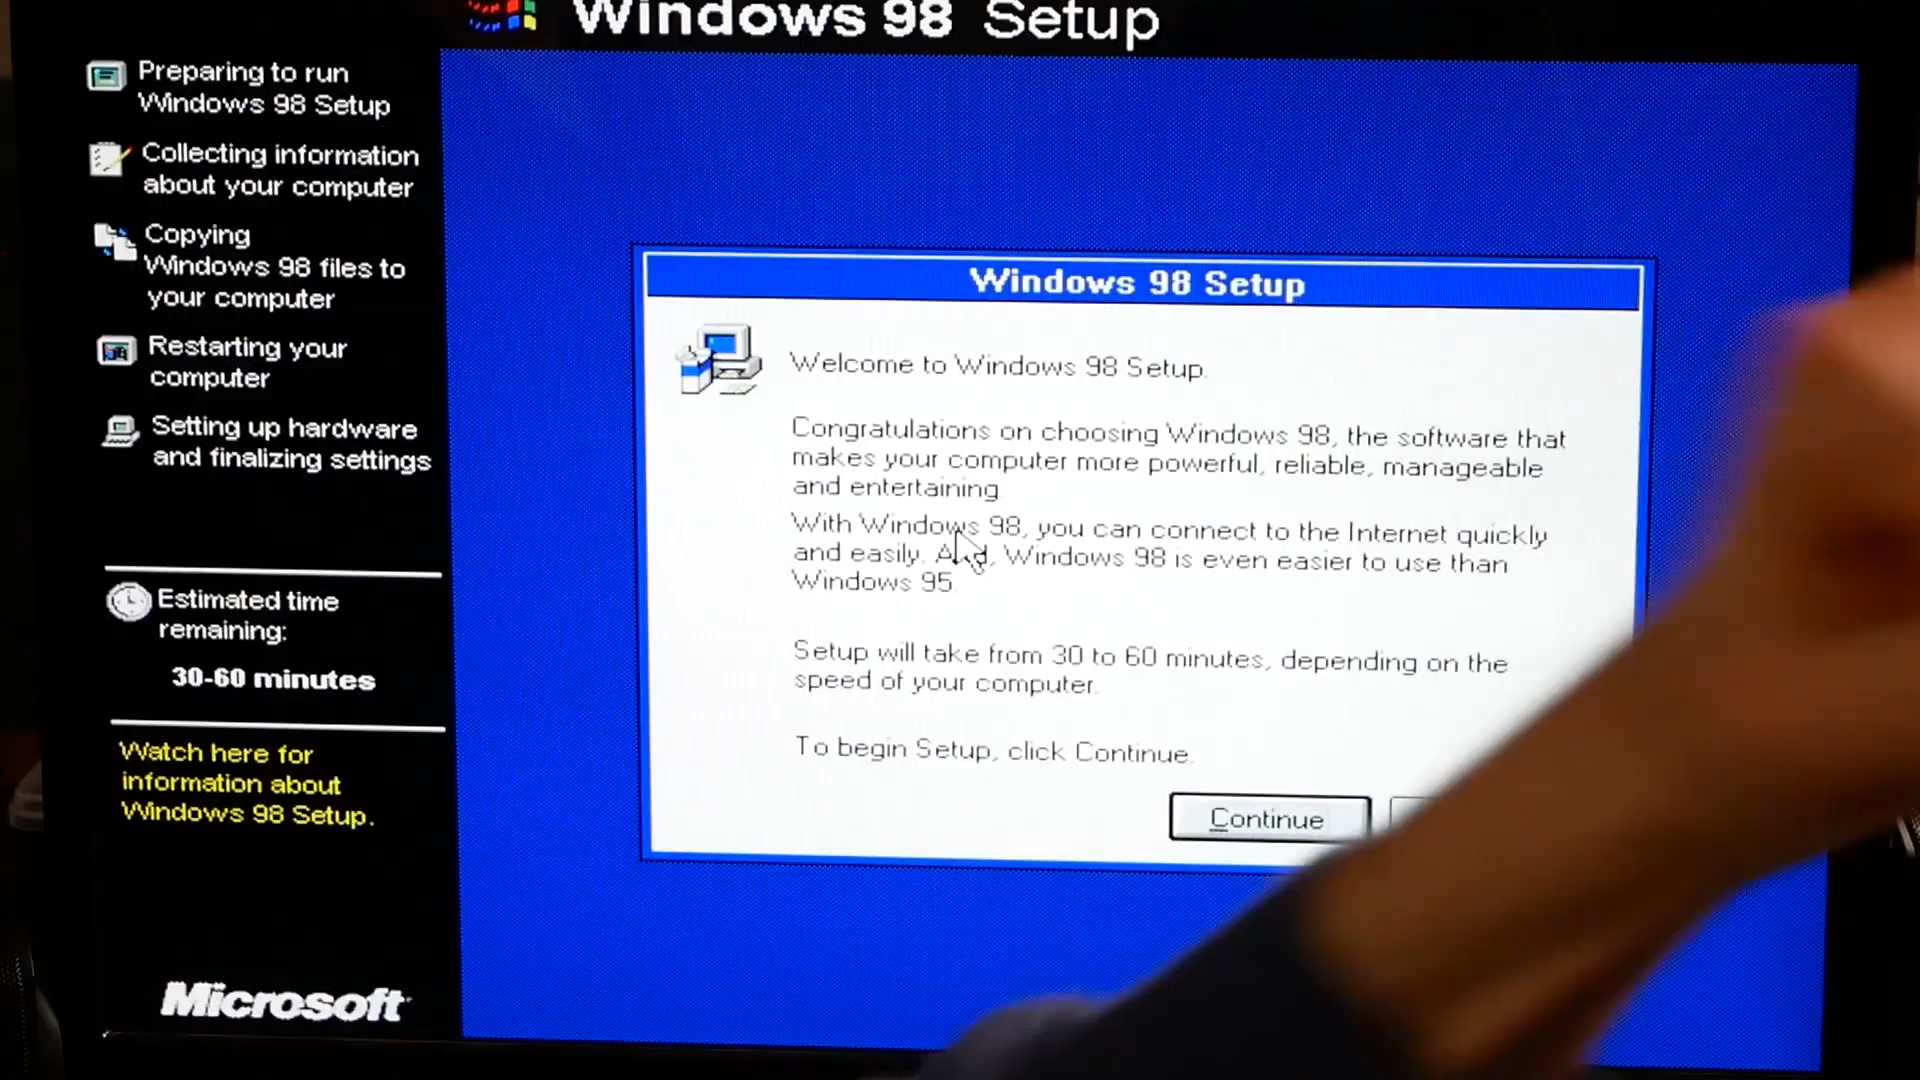 Windows 98 Setup
Preparing to run
Windows 98 Setup
Collecting information
about your computer
Copying
Windows 98 files to
your computer
Restarting your
computer
Setting up hardware
and finalizing settings
Estimated time
remaining:
30-60 minutes
Watch here for
information about
Windows 98 Setup.
Microsoft
Windows 98 Setup
Welcome to Windows 98 Setup.
Congratulations on choosing Windows 98, the software that
makes your computer more powerful, reliable, manageable
and entertaining
With Windows 98, you can connect to the Internet quickly
and easily. And, Windows 98 is even easier to use than
Windows 95.
Setup will take from 30 to 60 minutes, depending on the
speed of your computer.
To begin Setup, click Continue.
Continue